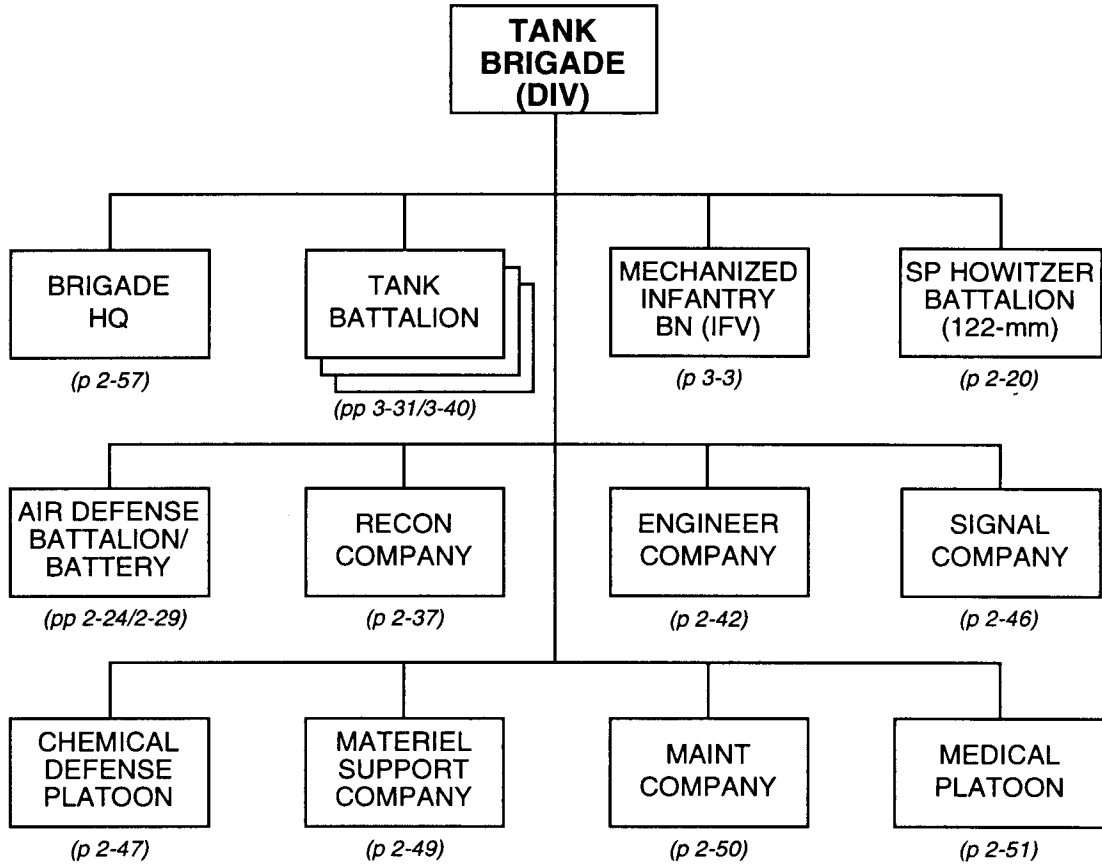 TANK
BRIGADE
(DIV)
BRIGADE
HQ
(p 2-57)
TANK
BATTALION
(pp 3-31/3-40)
MECHANIZED
INFANTRY
BN (IFV)
(p 3-3)
SP HOWITZER
BATTALION
(122-mm)
(p 2-20)
AIR DEFENSE
BATTALION/
BATTERY
(pp 2-24/2-29)
RECON
COMPANY
(p 2-37)
ENGINEER
COMPANY
(p 2-42)
SIGNAL
COMPANY
(p 2-46)
CHEMICAL
DEFENSE
PLATOON
(p 2-47)
MATERIEL
SUPPORT
COMPANY
(p 2-49)
MAINT
COMPANY
(p 2-50)
MEDICAL
PLATOON
(p 2-51)